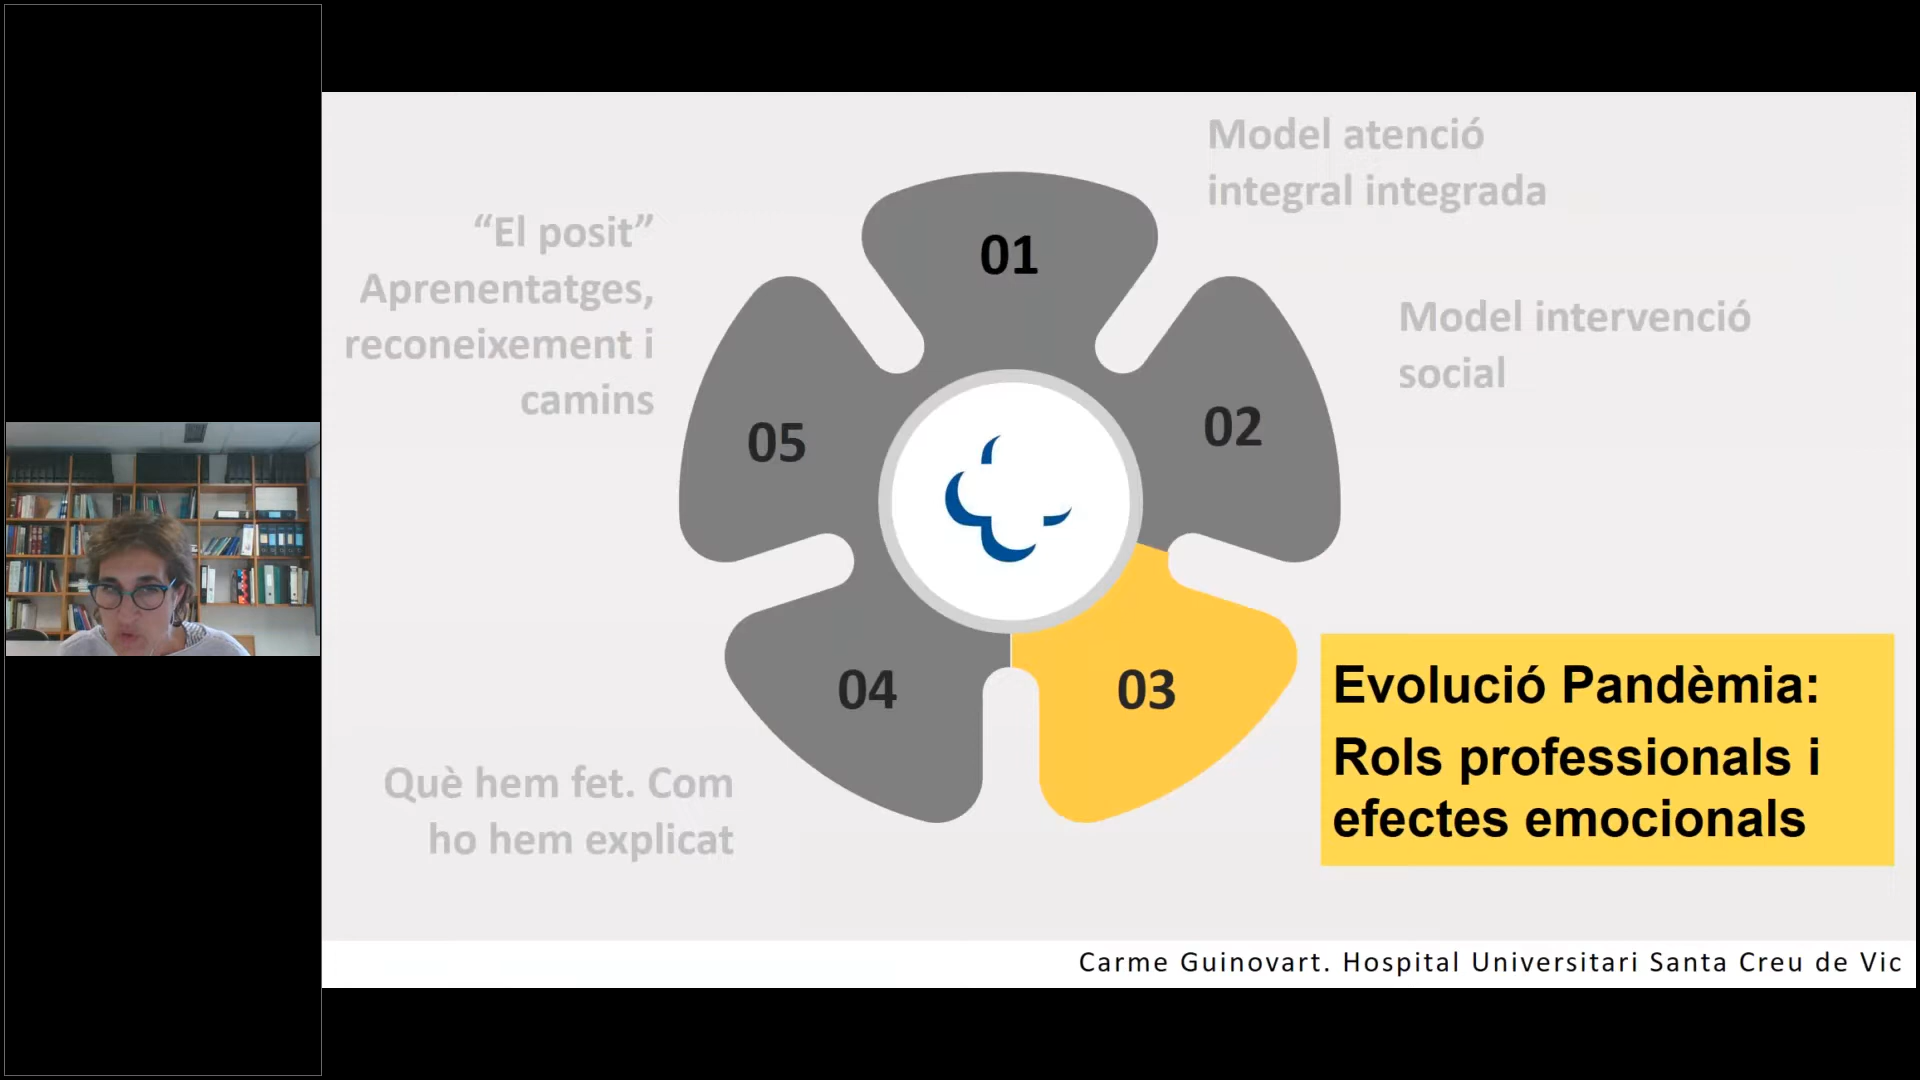 Model atenció
integral integrada
“El posit”
Aprenentatges,
reconeixement i
camins
01
Model intervenció
social
02
05
03
04
Evolució Pandèmia:
Rols professionals i
efectes emocionals
Què hem fet. Com
ho hem explicat
Carme Guinovart. Hospital Universitari Santa Creu de Vic